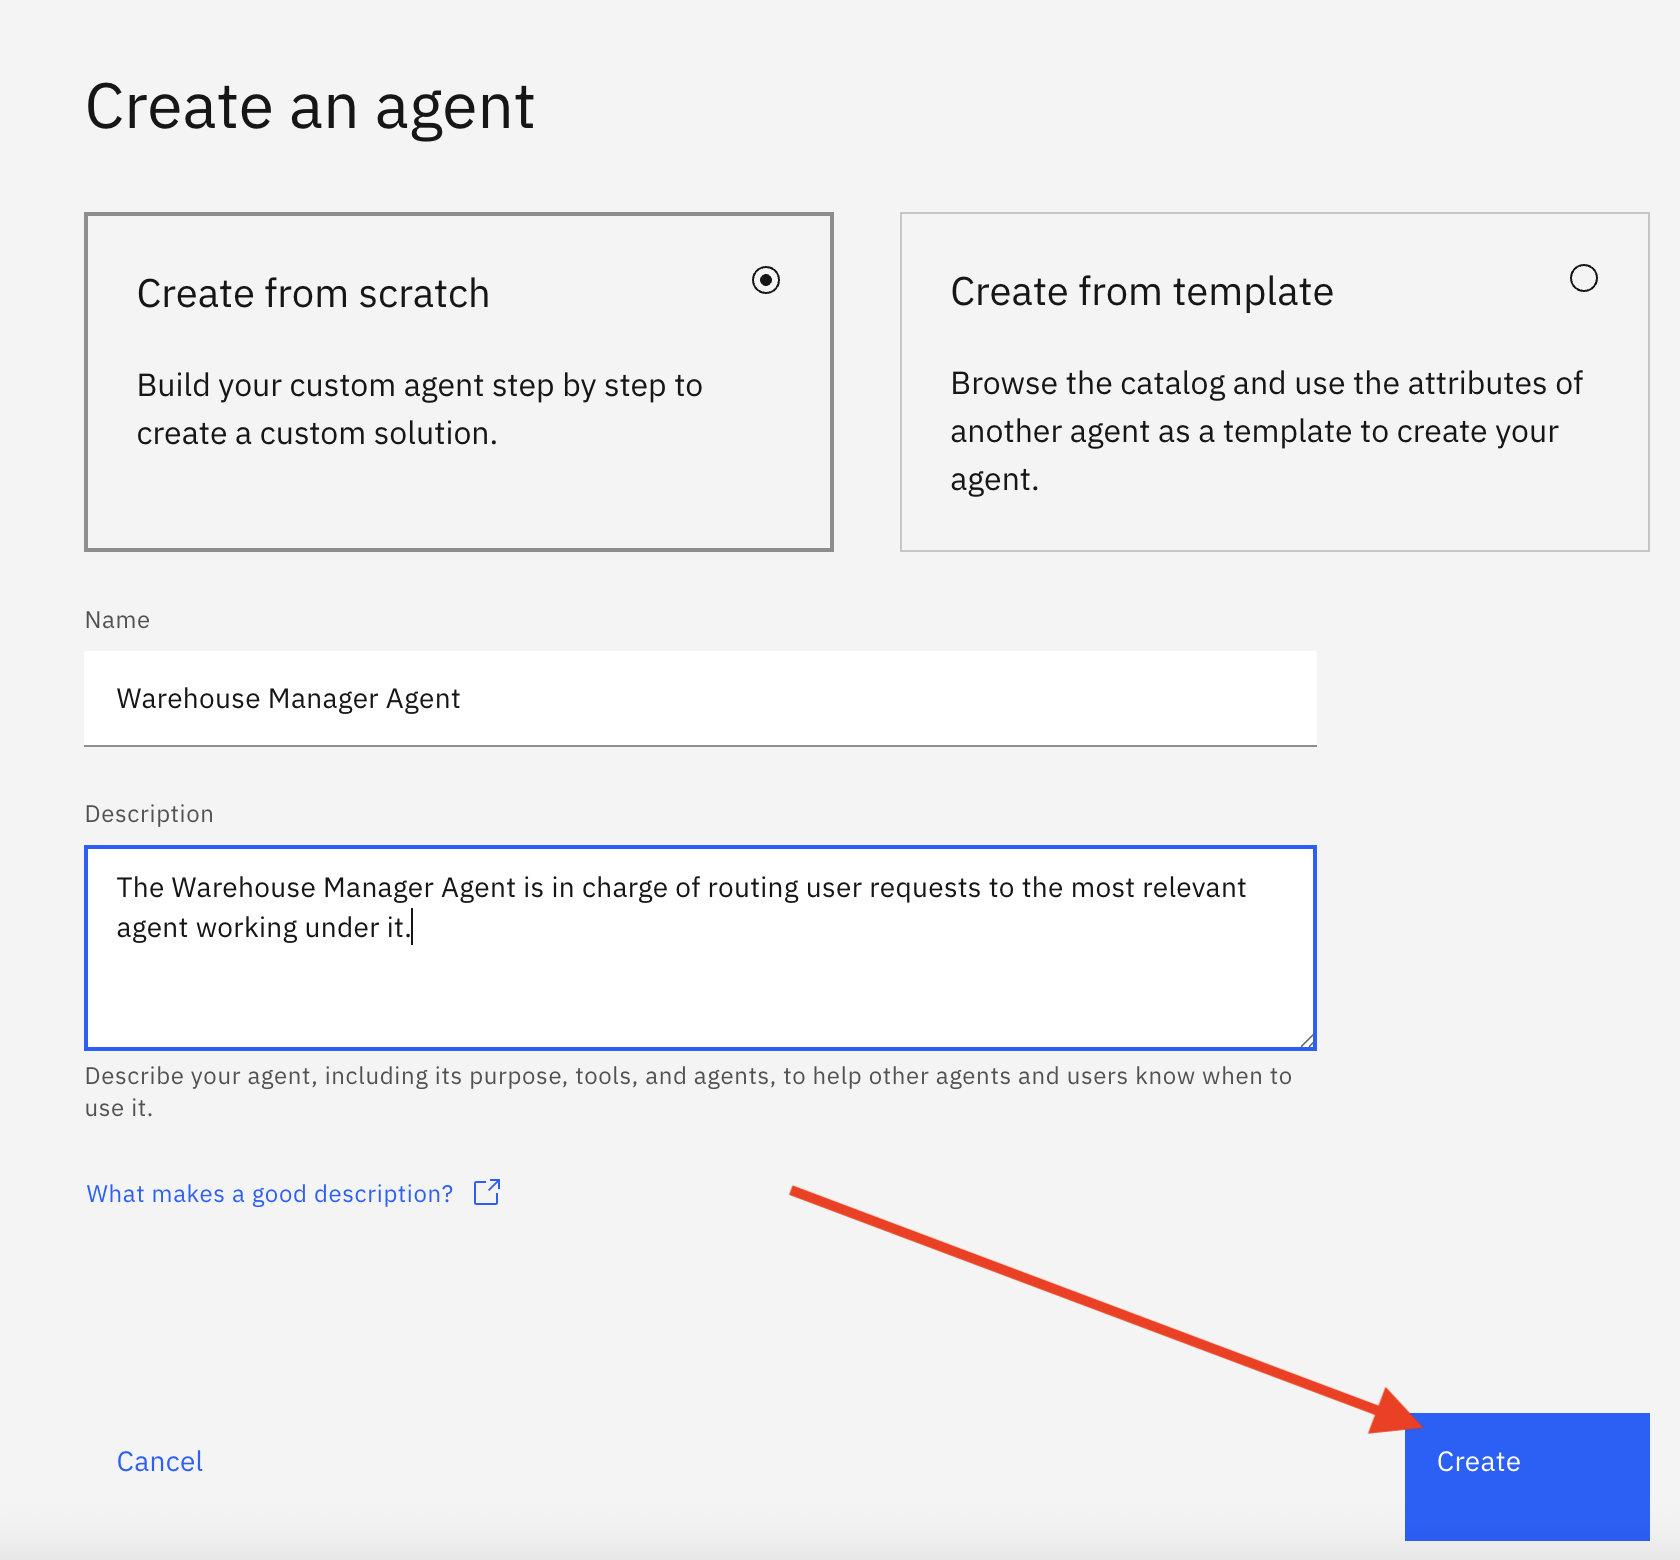 Create an agent
Create from scratch
Build your custom agent step by step to
create a custom solution.
Create from template
Browse the catalog and use the attributes of
another agent as a template to create your
agent.
Name
Warehouse Manager Agent
Description
The Warehouse Manager Agent is in charge of routing user requests to the most relevant
agent working under it.
Describe your agent, including its purpose, tools, and agents, to help other agents and users know when to
use it.
What makes a good description?
Cancel
Create